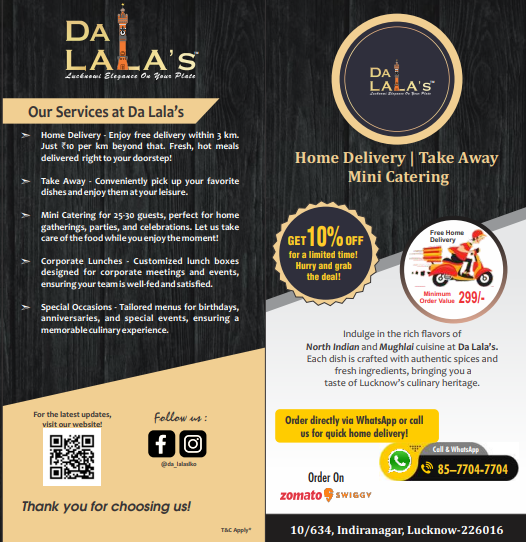 DA
LALA'S™
Lucknowi Elegance On Your Plate
Our Services at Da Lala's
➣ Home Delivery - Enjoy free delivery within 3 km.
Just ₹10 per km beyond that. Fresh, hot meals
delivered right to your doorstep!
➣ Take Away - Conveniently pick up your favorite
dishes and enjoy them at your leisure.
➣ Mini Catering for 25-30 guests, perfect for home
gatherings, parties, and celebrations. Let us take
care of the food while you enjoy the moment!
➣ Corporate Lunches - Customized lunch boxes
designed for corporate meetings and events,
ensuring your team is well-fed and satisfied.
➣ Special Occasions - Tailored menus for birthdays,
anniversaries, and special events, ensuring a
memorable culinary experience.
For the latest updates,
visit our website!
Follow us :
@da_lalaslko
Thank you for choosing us!
T&C Apply*
DA
LALA'S™
Lucknowi Elegance On Your Plate
Home Delivery | Take Away
Mini Catering
GET 10% OFF
for a limited time!
Hurry and grab
the deal!
Free Home
Delivery
Minimum
Order Value 299/-
Indulge in the rich flavors of
North Indian and Mughlai cuisine at Da Lala's.
Each dish is crafted with authentic spices and
fresh ingredients, bringing you a
taste of Lucknow's culinary heritage.
Order directly via WhatsApp or call
us for quick home delivery!
Call & WhatsApp
85-7704-7704
Order On
zomato SWIGGY
10/634, Indiranagar, Lucknow-226016